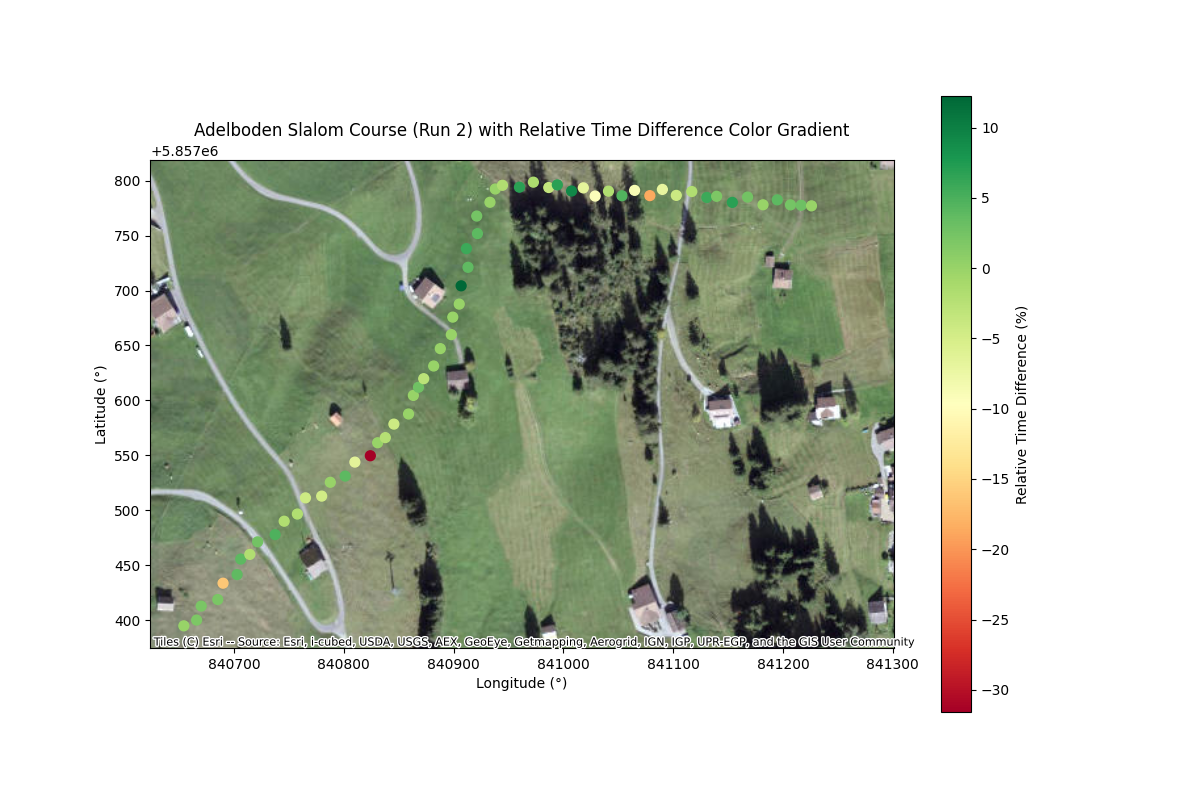 Adelboden Slalom Course (Run 2) with Relative Time Difference Color Gradient
+5.857e6
800
750
700
650
600
550
500
450
400
Latitude (°)
Tiles (C) Esri -- Source: Esri, i-cubed, USDA, USGS, AEX, GeoEye, Getmapping, Aerogrid, IGN, IGP, UPR-EGP, and the GIS User Community
840700 840800 840900 841000 841100 841200 841300
Longitude (°)
10
5
0
−5
−10
−15
−20
−25
−30
Relative Time Difference (%)